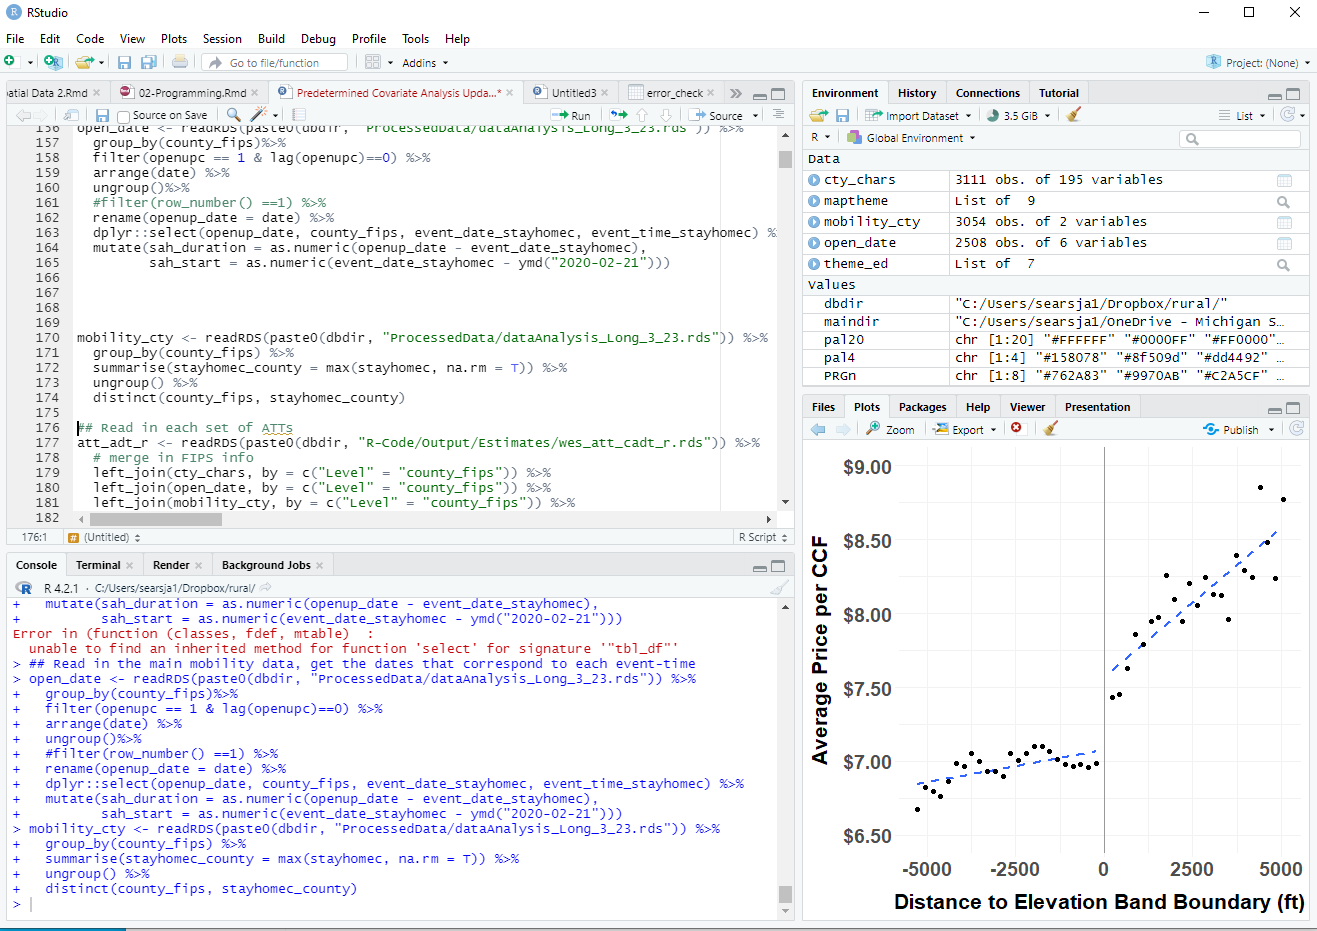 RStudio
File Edit Code View Plots Session Build Debug Profile Tools Help
Go to file/function Addins Project: (None)
patial Data 2.Rmd 02-Programming.Rmd Predetermined Covariate Analysis Upda...* Untitled3 error_check
Source on Save Run Source
156 open_date <- readRDS(paste0(dbdir, "ProcessedData/dataAnalysis_Long_3_23.rds")) %>%
157 group_by(county_fips)%>%
158 filter(openupc == 1 & lag(openupc)==0) %>%
159 arrange(date) %>%
160 ungroup()%>%
161 #filter(row_number() ==1) %>%
162 rename(openup_date = date) %>%
163 dplyr::select(openup_date, county_fips, event_date_stayhomec, event_time_stayhomec) %
164 mutate(sah_duration = as.numeric(openup_date - event_date_stayhomec),
165 sah_start = as.numeric(event_date_stayhomec - ymd("2020-02-21")))
166
167
168
169
170 mobility_cty <- readRDS(paste0(dbdir, "ProcessedData/dataAnalysis_Long_3_23.rds")) %>%
171 group_by(county_fips) %>%
172 summarise(stayhomec_county = max(stayhomec, na.rm = T)) %>%
173 ungroup() %>%
174 distinct(county_fips, stayhomec_county)
175
176 ## Read in each set of ATTs
177 att_adt_r <- readRDS(paste0(dbdir, "R-Code/Output/Estimates/wes_att_cadt_r.rds")) %>%
178 # merge in FIPS info
179 left_join(cty_chars, by = c("Level" = "county_fips")) %>%
180 left_join(open_date, by = c("Level" = "county_fips")) %>%
181 left_join(mobility_cty, by = c("Level" = "county_fips")) %>%
182
176:1 # (Untitled) R Script
Console Terminal Render Background Jobs
R 4.2.1 · C:/Users/searsja1/Dropbox/rural/
+ mutate(sah_duration = as.numeric(openup_date - event_date_stayhomec),
+ sah_start = as.numeric(event_date_stayhomec - ymd("2020-02-21")))
Error in (function (classes, fdef, mtable) :
unable to find an inherited method for function 'select' for signature '"tbl_df"'
> ## Read in the main mobility data, get the dates that correspond to each event-time
> open_date <- readRDS(paste0(dbdir, "ProcessedData/dataAnalysis_Long_3_23.rds")) %>%
+ group_by(county_fips)%>%
+ filter(openupc == 1 & lag(openupc)==0) %>%
+ arrange(date) %>%
+ ungroup()%>%
+ #filter(row_number() ==1) %>%
+ rename(openup_date = date) %>%
+ dplyr::select(openup_date, county_fips, event_date_stayhomec, event_time_stayhomec) %>%
+ mutate(sah_duration = as.numeric(openup_date - event_date_stayhomec),
+ sah_start = as.numeric(event_date_stayhomec - ymd("2020-02-21")))
> mobility_cty <- readRDS(paste0(dbdir, "ProcessedData/dataAnalysis_Long_3_23.rds")) %>%
+ group_by(county_fips) %>%
+ summarise(stayhomec_county = max(stayhomec, na.rm = T)) %>%
+ ungroup() %>%
+ distinct(county_fips, stayhomec_county)
>
Environment History Connections Tutorial
Import Dataset 3.5 GiB List
R Global Environment
Data
cty_chars 3111 obs. of 195 variables
maptheme List of 9
mobility_cty 3054 obs. of 2 variables
open_date 2508 obs. of 6 variables
theme_ed List of 7
Values
dbdir "C:/Users/searsja1/Dropbox/rural/"
maindir "C:/Users/searsja1/OneDrive - Michigan S…
pal20 chr [1:20] "#FFFFFF" "#0000FF" "#FF0000"…
pal4 chr [1:4] "#158078" "#8f509d" "#dd4492" …
PRGn chr [1:8] "#762A83" "#9970AB" "#C2A5CF" …
Files Plots Packages Help Viewer Presentation
Zoom Export Publish
$9.00
$8.50
$8.00
$7.50
$7.00
$6.50
Average Price per CCF
-5000 -2500 0 2500 5000
Distance to Elevation Band Boundary (ft)